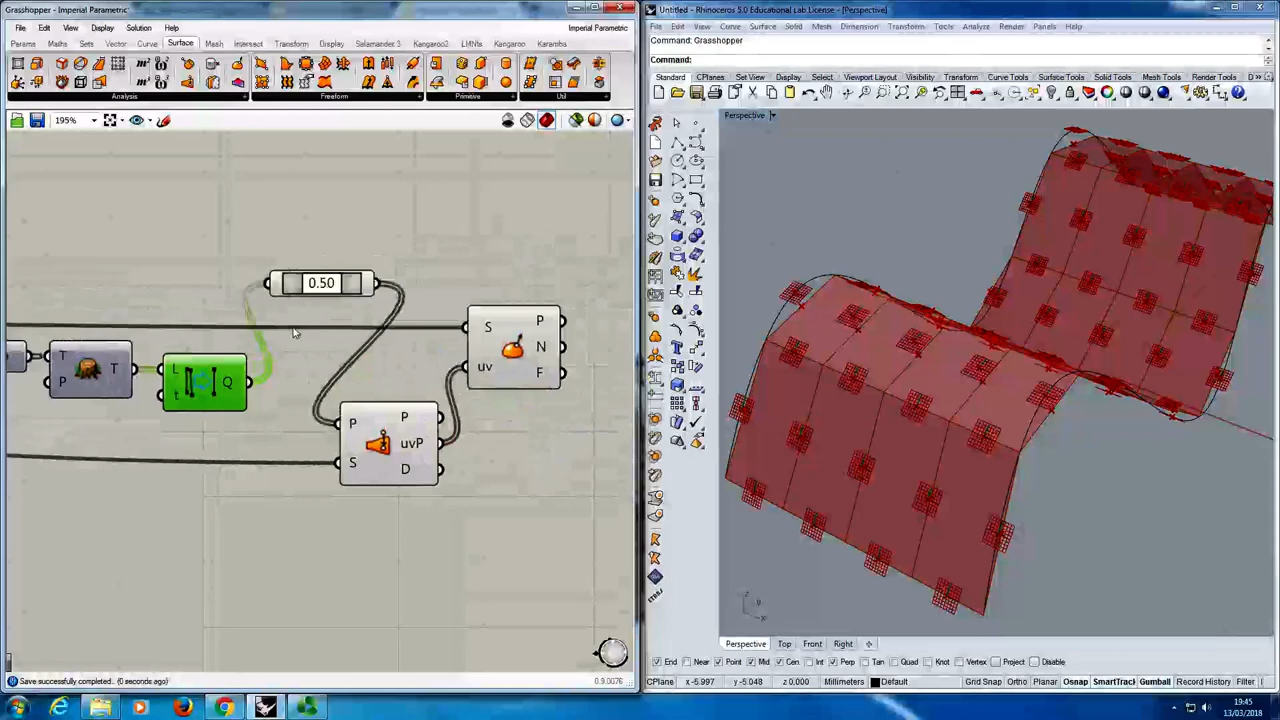 Grasshopper - Imperial Parametric
File Edit View Display Solution Help
Imperial Parametric
Params Maths Sets Vector Curve Surface Mesh Intersect Transform Display Salamander 3 Kangaroo2 LMNts Kangaroo Karamba
Analysis Freeform Primitive Util
195%
0.50
S P
N
uv F
T T
P
L Q
t
P P
uvP
S D
Save successfully completed.. (0 seconds ago)
0.9.0076
Untitled - Rhinoceros 5.0 Educational Lab License - [Perspective]
File Edit View Curve Surface Solid Mesh Dimension Transform Tools Analyze Render Panels Help
Command: Grasshopper
Command:
Standard CPlanes Set View Display Select Viewport Layout Visibility Transform Curve Tools Surface Tools Solid Tools Mesh Tools Render Tools D
Perspective
z
y
x
Perspective Top Front Right
End Near Point Mid Cen Int Perp Tan Quad Knot Vertex Project Disable
CPlane x -5.997 y -5.048 z 0.000 Millimeters Default Grid Snap Ortho Planar Osnap SmartTrack Gumball Record History Filter
19:45
13/03/2018